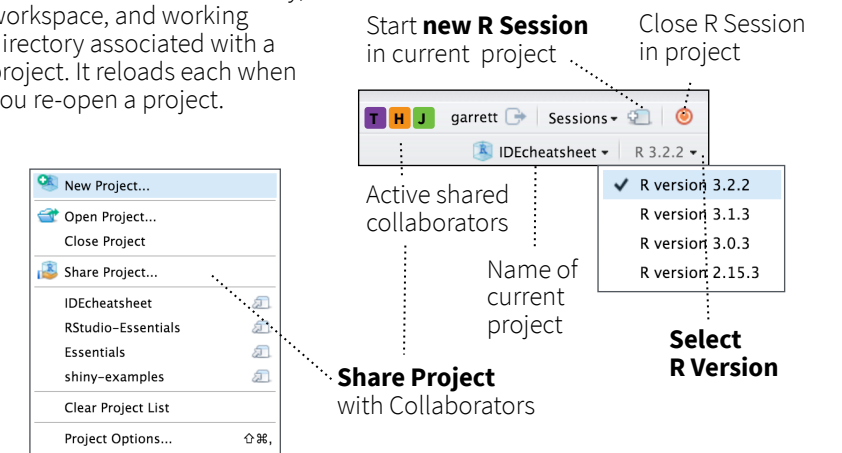 workspace, and working
directory associated with a
project. It reloads each when
you re-open a project.
Start new R Session
in current project
Close R Session
in project
T H J garrett Sessions
IDEcheatsheet R 3.2.2
✓ R version 3.2.2
R version 3.1.3
R version 3.0.3
R version 2.15.3
Active shared
collaborators
Name of
current
project
Select
R Version
Share Project
with Collaborators
New Project...
Open Project...
Close Project
Share Project...
IDEcheatsheet
RStudio-Essentials
Essentials
shiny-examples
Clear Project List
Project Options... ⇧⌘,